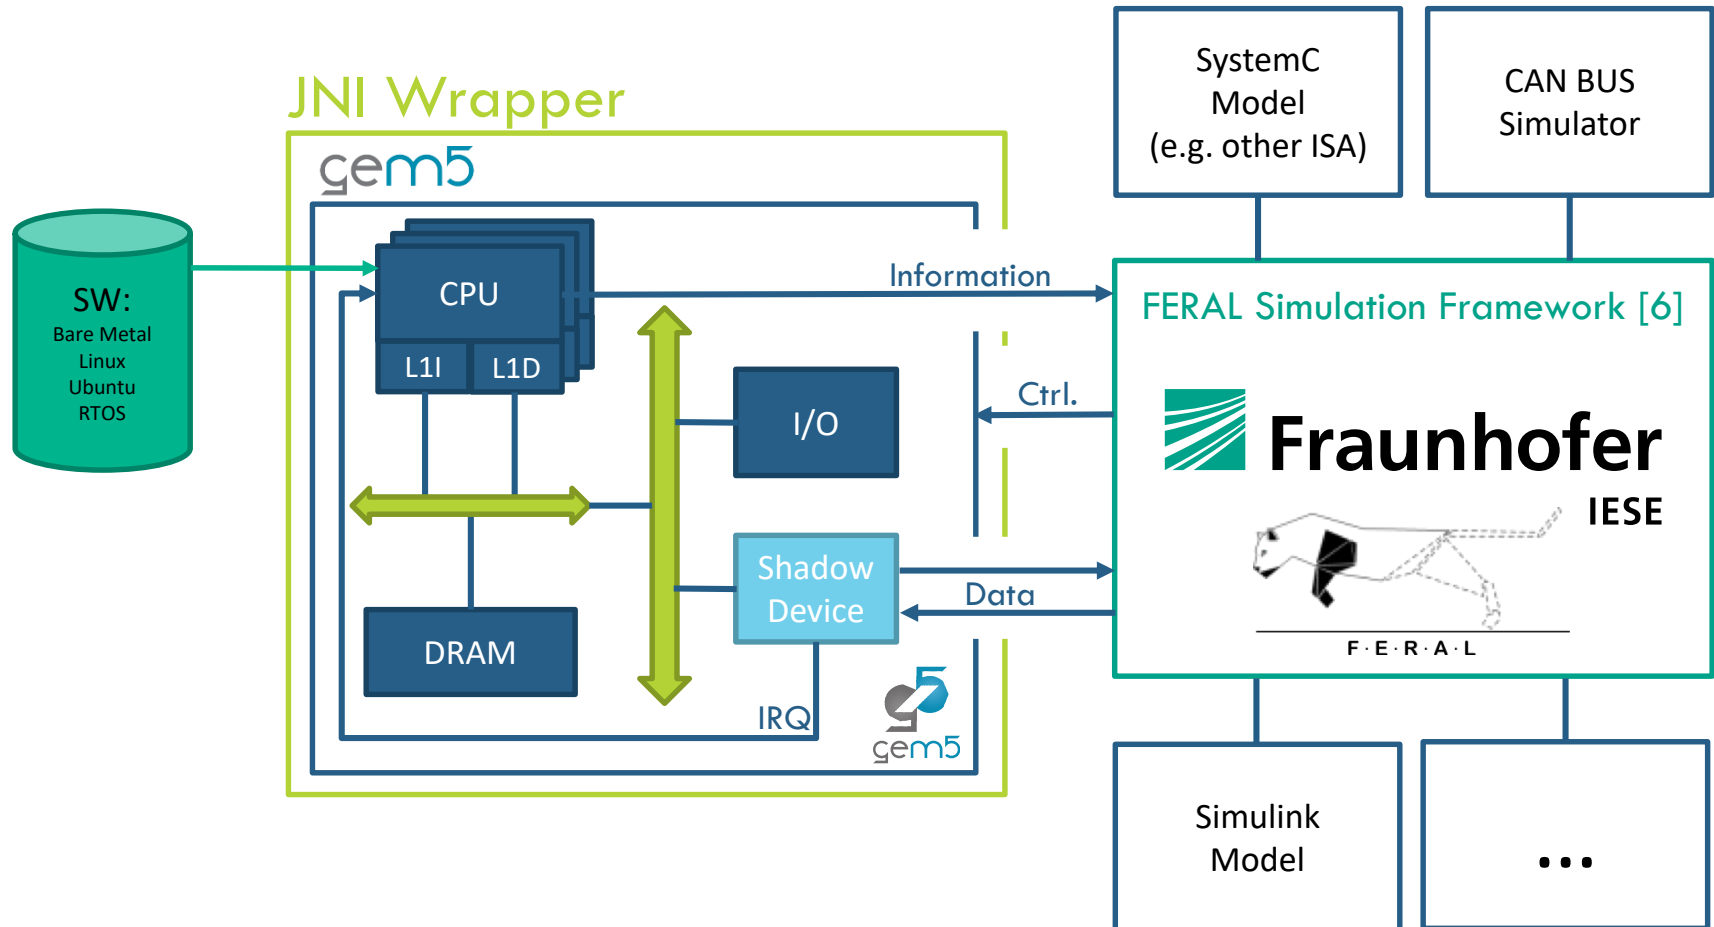 JNI Wrapper
gem5
SW:
Bare Metal
Linux
Ubuntu
RTOS
CPU
L1I
L1D
I/O
DRAM
Shadow
Device
IRQ
gem5
Information
Ctrl.
Data
SystemC
Model
(e.g. other ISA)
CAN BUS
Simulator
FERAL Simulation Framework [6]
Fraunhofer
IESE
F·E·R·A·L
Simulink
Model
...